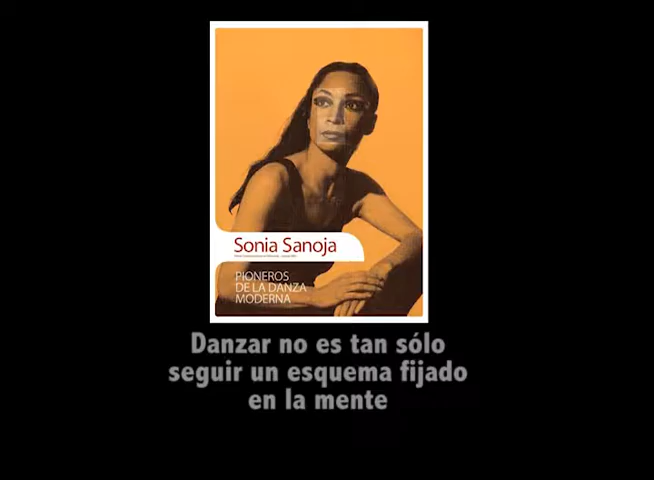 Sonia Sanoja
PIONEROS
DE LA DANZA
MODERNA
Danzar no es tan sólo
seguir un esquema fijado
en la mente